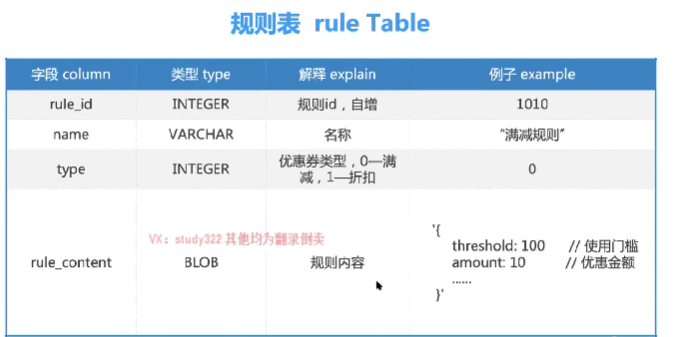 规则表 rule Table
字段 column 类型 type 解释 explain 例子 example
rule_id INTEGER 规则id，自增 1010
name VARCHAR 名称 “满减规则”
type INTEGER 优惠券类型，0—满 0
减，1—折扣
VX：study322 其他均为翻录倒卖
rule_content BLOB 规则内容 '{
threshold: 100 // 使用门槛
amount: 10 // 优惠金额
......
}'